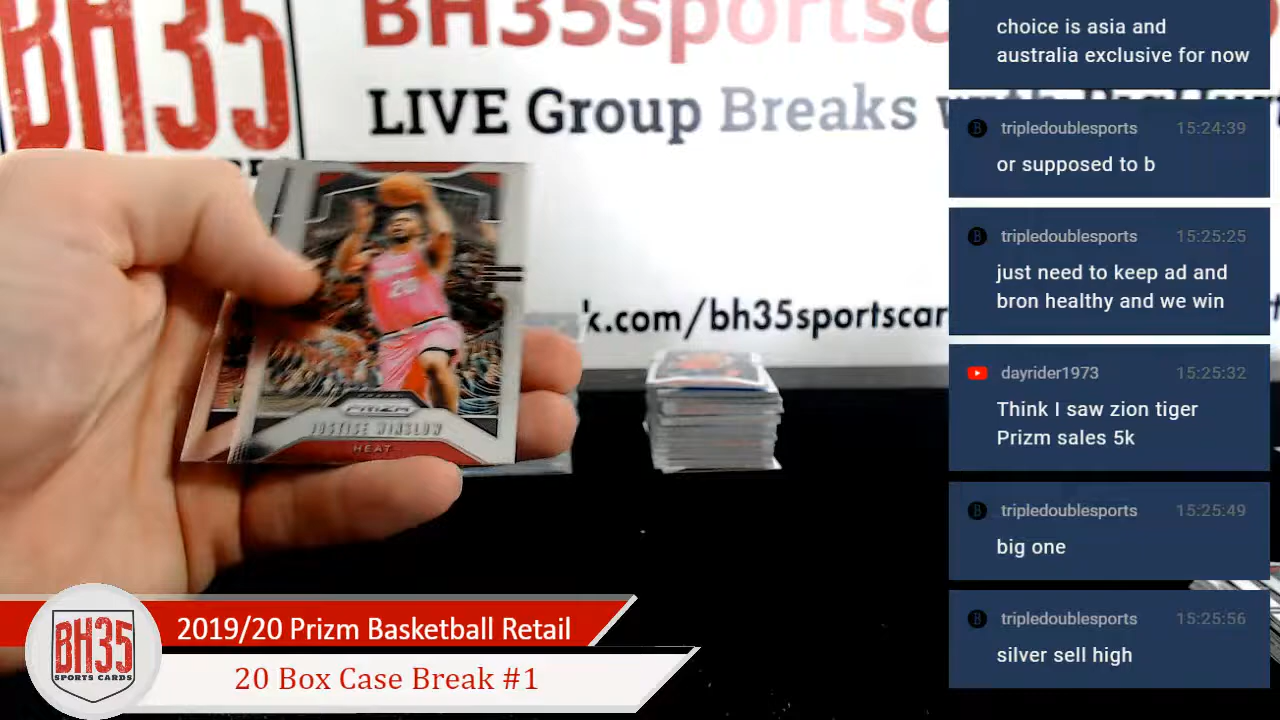 BH35sportsc
LIVE Group Breaks w
BH35
k.com/bh35sportscar
20
PRIZM
JUSTISE WINSLOW
HEAT
choice is asia and
australia exclusive for now
tripledoublesports 15:24:39
or supposed to b
tripledoublesports 15:25:25
just need to keep ad and
bron healthy and we win
dayrider1973 15:25:32
Think I saw zion tiger
Prizm sales 5k
tripledoublesports 15:25:49
big one
tripledoublesports 15:25:56
silver sell high
BH35
SPORTS CARDS
2019/20 Prizm Basketball Retail
20 Box Case Break #1